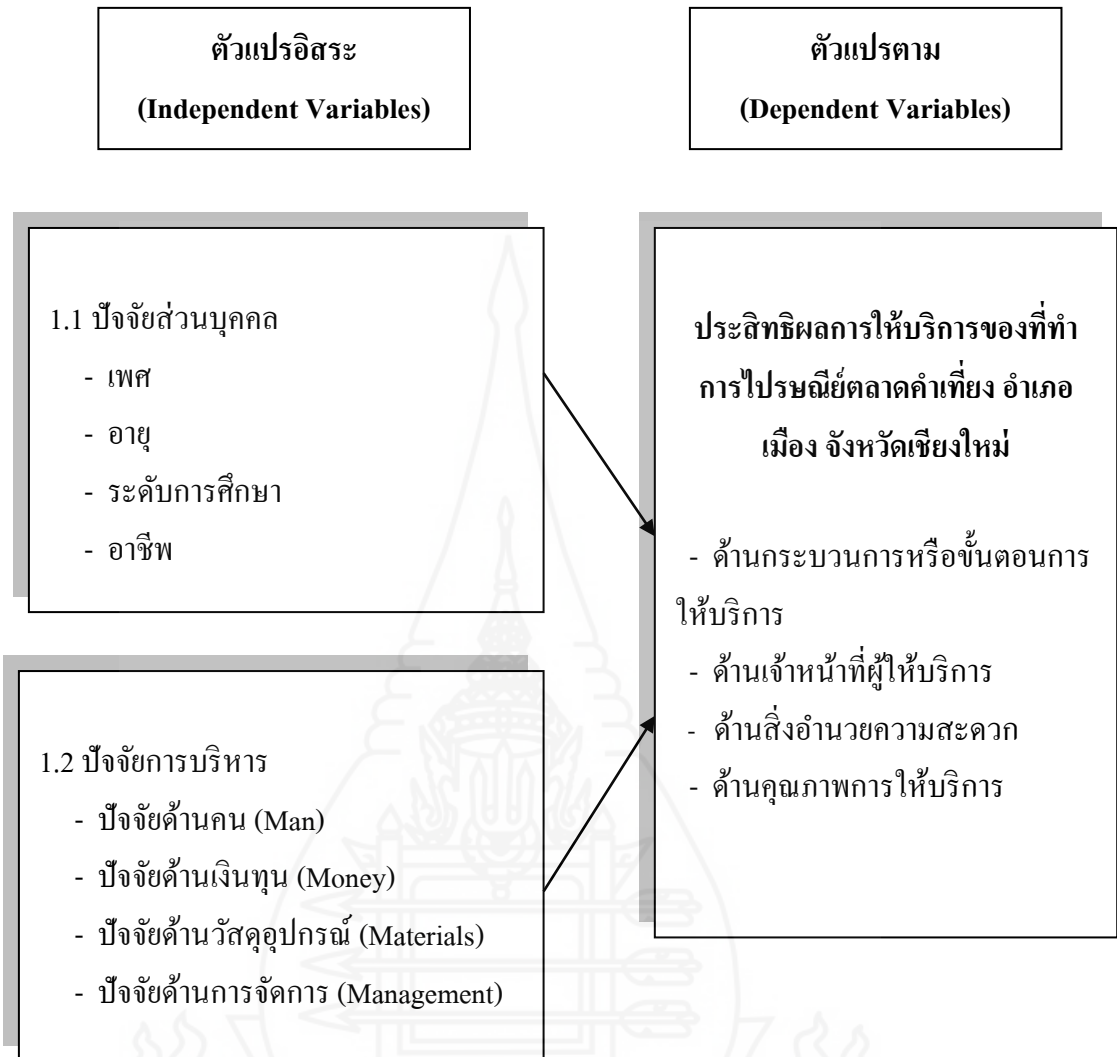 ตัวแปรอิสระ
(Independent Variables)
ตัวแปรตาม
(Dependent Variables)
1.1 ปัจจัยส่วนบุคคล
- เพศ
- อายุ
- ระดับการศึกษา
- อาชีพ
1.2 ปัจจัยการบริหาร
- ปัจจัยด้านคน (Man)
- ปัจจัยด้านเงินทุน (Money)
- ปัจจัยด้านวัสดุอุปกรณ์ (Materials)
- ปัจจัยด้านการจัดการ (Management)
ประสิทธิผลการให้บริการของที่ทำ
การไปรษณีย์ตลาดคำเที่ยง อำเภอ
เมือง จังหวัดเชียงใหม่
- ด้านกระบวนการหรือขั้นตอนการ
ให้บริการ
- ด้านเจ้าหน้าที่ผู้ให้บริการ
- ด้านสิ่งอำนวยความสะดวก
- ด้านคุณภาพการให้บริการ